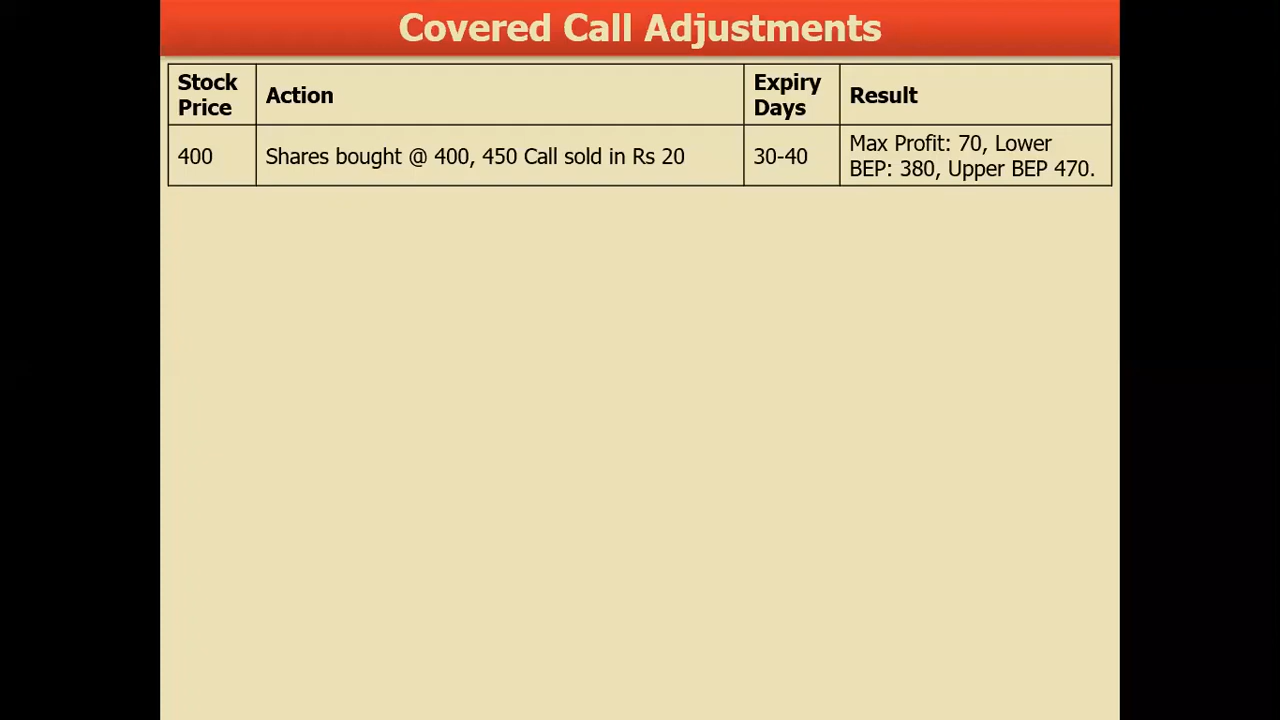 Covered Call Adjustments
Stock Price
Action
Expiry Days
Result
400
Shares bought @ 400, 450 Call sold in Rs 20
30-40
Max Profit: 70, Lower
BEP: 380, Upper BEP 470.